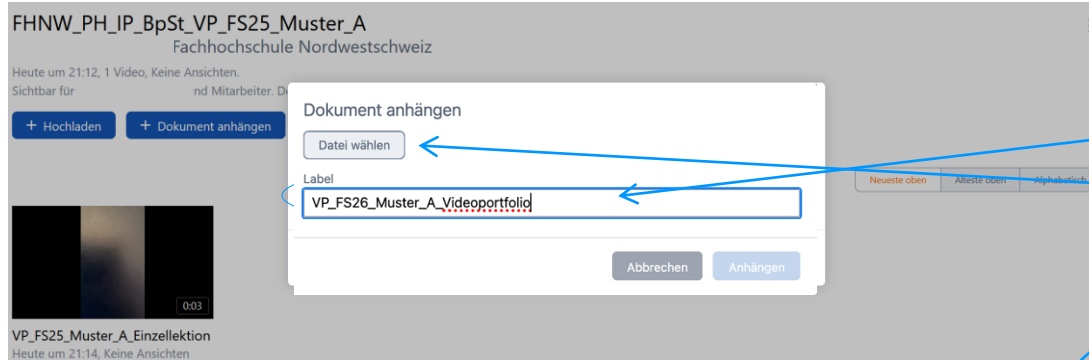 FHNW_PH_IP_BpSt_VP_FS25_Muster_A
Fachhochschule Nordwestschweiz
Heute um 21:12, 1 Video, Keine Ansichten.
Sichtbar für nd Mitarbeiter.
+ Hochladen
+ Dokument anhängen
Dokument anhängen
Datei wählen
Label
VP_FS26_Muster_A_Videoportfolio
Abbrechen
Anhängen
Neueste oben
Älteste oben
Alphabetisch
0:03
VP_FS25_Muster_A_Einzellektion
Heute um 21:14, Keine Ansichten